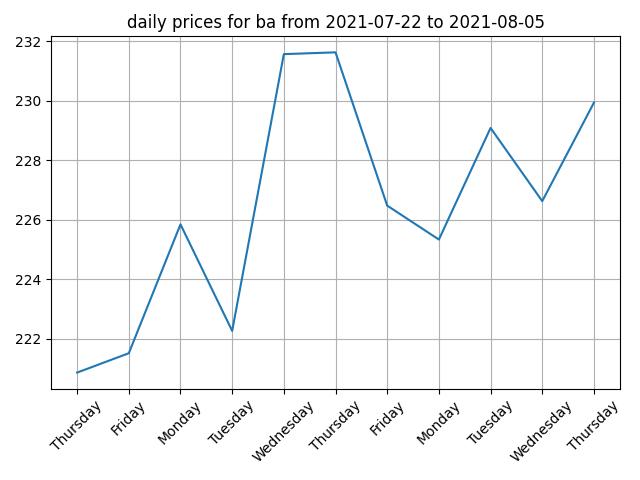 daily prices for ba from 2021-07-22 to 2021-08-05
232
230
228
226
224
222
Thursday
Friday
Monday
Tuesday
Wednesday
Thursday
Friday
Monday
Tuesday
Wednesday
Thursday